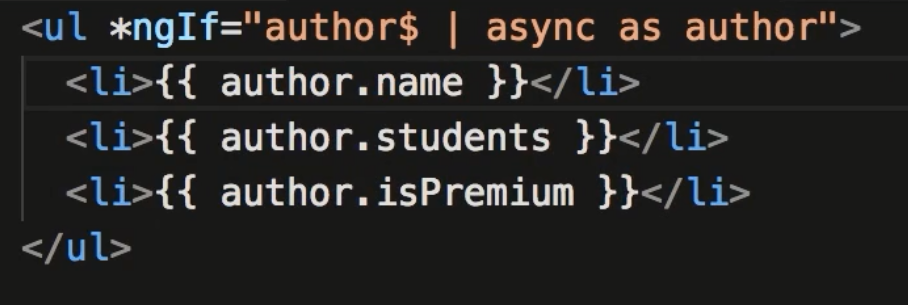 <ul *ngIf="author$ | async as author">
<li>{{ author.name }}</li>
<li>{{ author.students }}</li>
<li>{{ author.isPremium }}</li>
</ul>